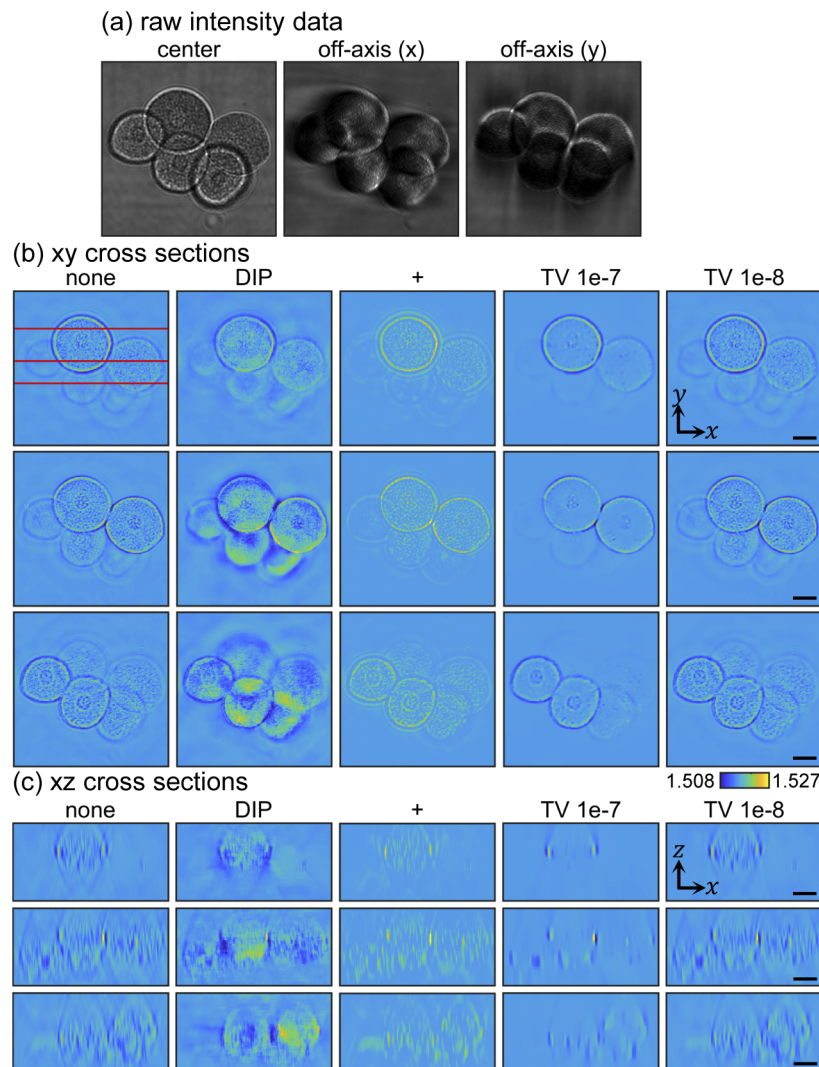 (a) raw intensity data
center off-axis (x) off-axis (y)
(b) xy cross sections
none DIP + TV 1e-7 TV 1e-8
y
x
(c) xz cross sections
1.508 1.527
none DIP + TV 1e-7 TV 1e-8
z
x